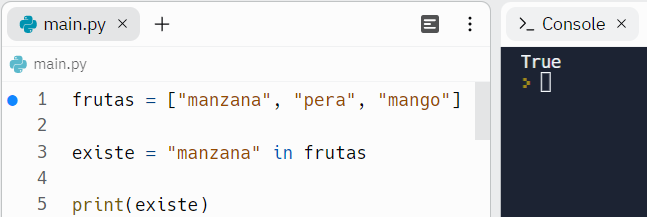 main.py × +
main.py
1 frutas = ["manzana", "pera", "mango"]
2
3 existe = "manzana" in frutas
4
5 print(existe)
>_ Console ×
True
>